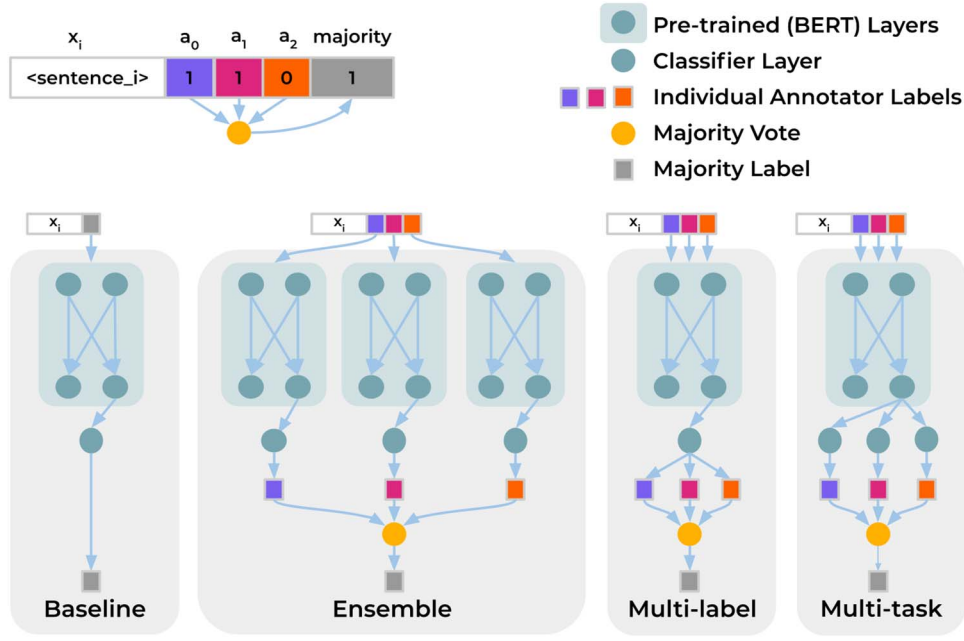 x_i a_0 a_1 a_2 majority
<sentence_i> 1 1 0 1
Pre-trained (BERT) Layers
Classifier Layer
Individual Annotator Labels
Majority Vote
Majority Label
x_i x_i x_i x_i
Baseline Ensemble Multi-label Multi-task